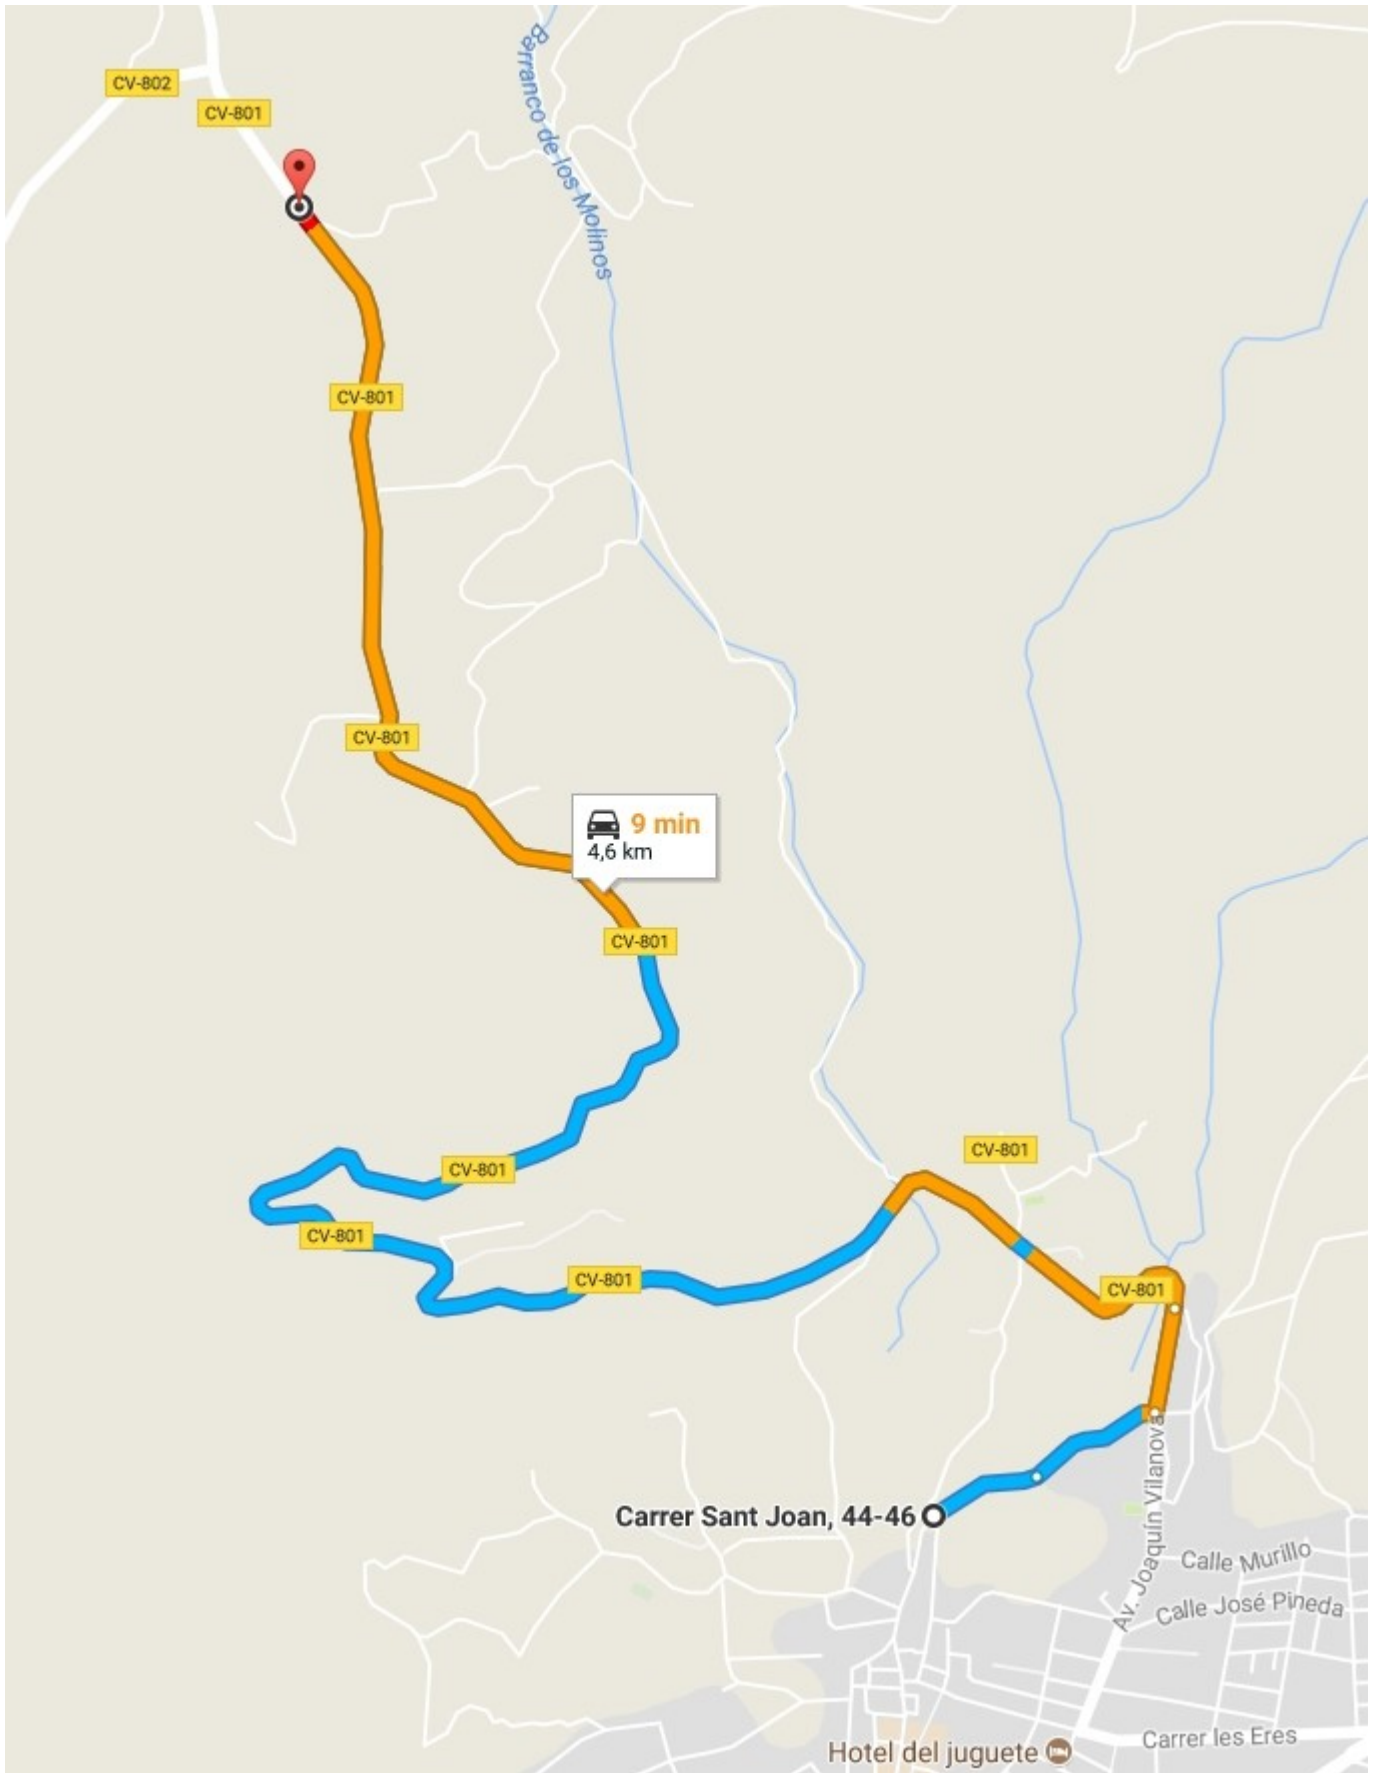 CV-802
CV-801
Barranco de los Molinos
CV-801
CV-801
9 min
4,6 km
CV-801
CV-801
CV-801
CV-801
CV-801
CV-801
Carrer Sant Joan, 44-46
Av. Joaquín Vilanova
Calle Murillo
Calle José Pineda
Carrer les Eres
Hotel del juguete